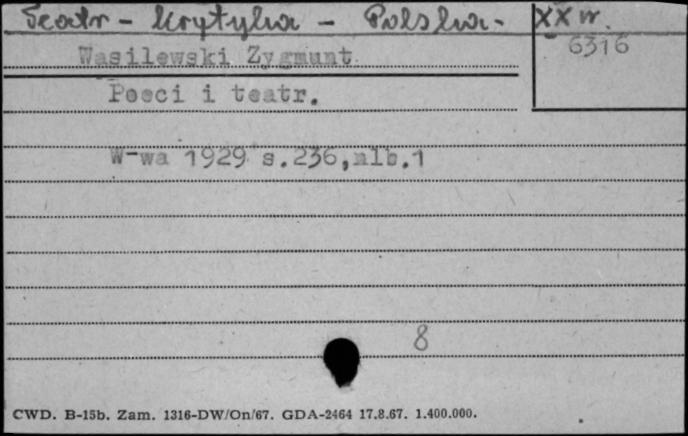 Teatr - krytyka - Polska - XX w.
6316
Wasilewski Zygmunt
Poeci i teatr.
W-wa 1929 s.236,nlb.1
8
CWD. B-15b. Zam. 1316-DW/On/67. GDA-2464 17.8.67. 1.400.000.